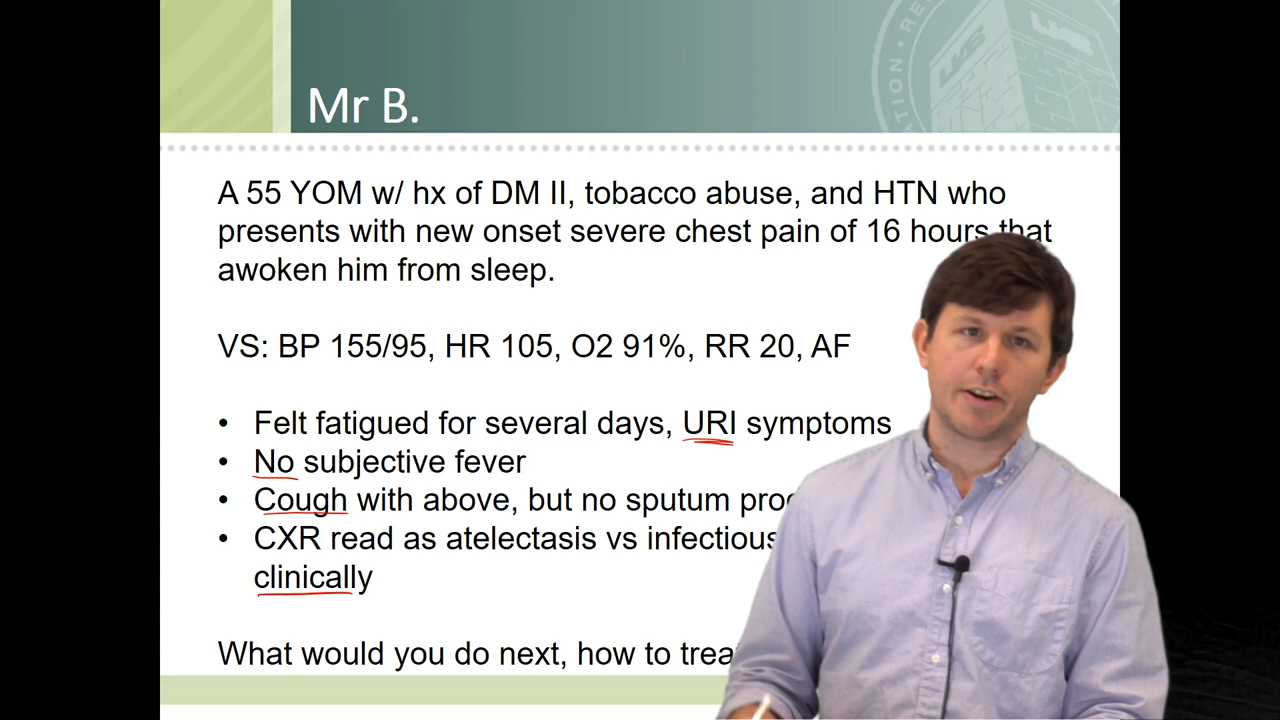 Mr B.
A 55 YOM w/ hx of DM II, tobacco abuse, and HTN who
presents with new onset severe chest pain of 16 hours that
awoken him from sleep.
VS: BP 155/95, HR 105, O2 91%, RR 20, AF
• Felt fatigued for several days, URI symptoms
• No subjective fever
• Cough with above, but no sputum
• CXR read as atelectasis vs infectious
clinically
What would you do next, how to